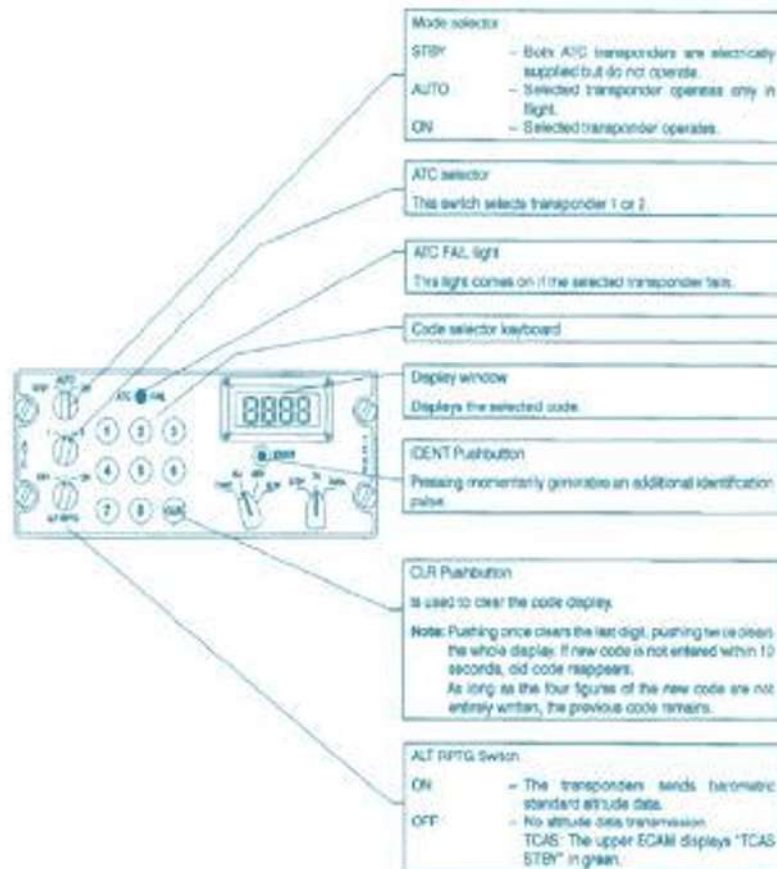 Mode selector
STBY – Both ATC transponders are electrically
supplied but do not operate.
AUTO – Selected transponder operates only in
flight.
ON – Selected transponder operates.
ATC selector
This switch selects transponder 1 or 2.
ATC FAIL light
This light comes on if the selected transponder fails.
Code selector keyboard
Display window
Displays the selected code.
IDENT Pushbutton
Pressing momentarily generates an additional identification
pulse.
CLR Pushbutton
is used to clear the code display.
Note: Pushing once clears the last digit, pushing twice clears
the whole display. If new code is not entered within 10
seconds, old code reappears.
As long as the four figures of the new code are not
entirely written, the previous code remains.
ALT RPTG Switch
ON – The transponders sends barometric
standard altitude data.
OFF – No altitude data transmission
TCAS: The upper ECAM displays "TCAS
STBY" in green.
STBY AUTO ON
ATC FAIL
8888
1 2 3
IDENT
4 5 6
7 8 CLR
ALT RPTG